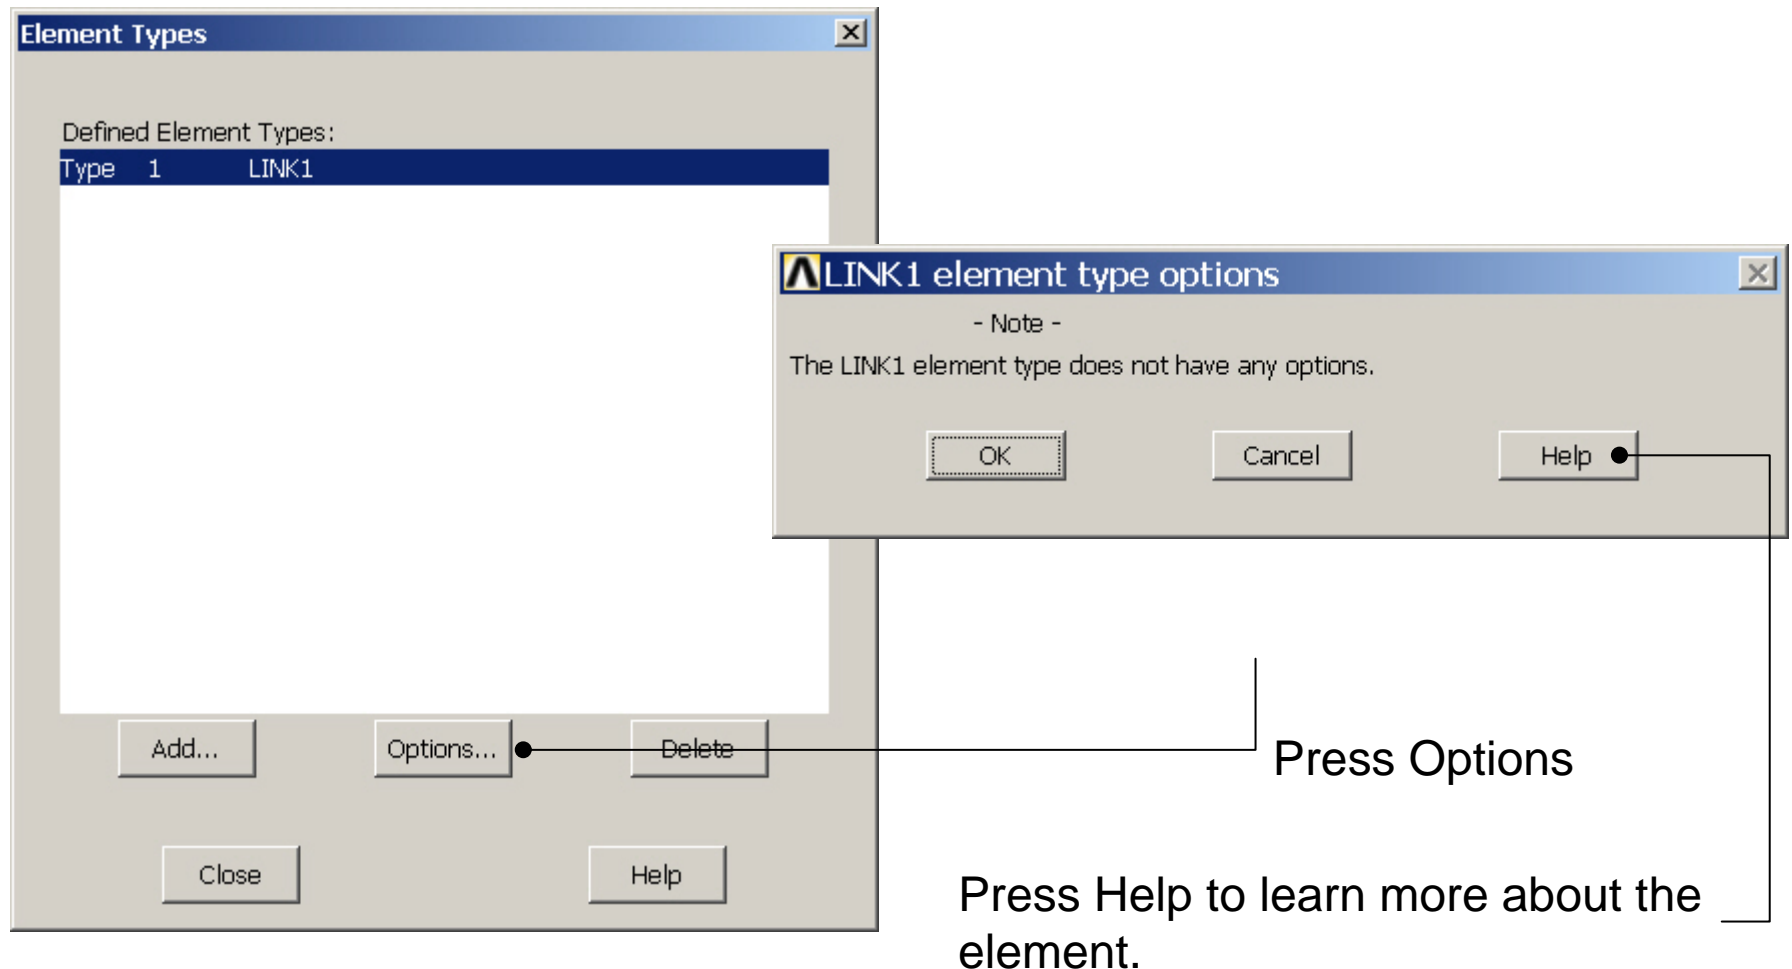 Element Types
Defined Element Types:
Type 1 LINK1
LINK1 element type options
- Note -
The LINK1 element type does not have any options.
OK Cancel Help
Add... Options... Delete
Press Options
Close Help
Press Help to learn more about the
element.